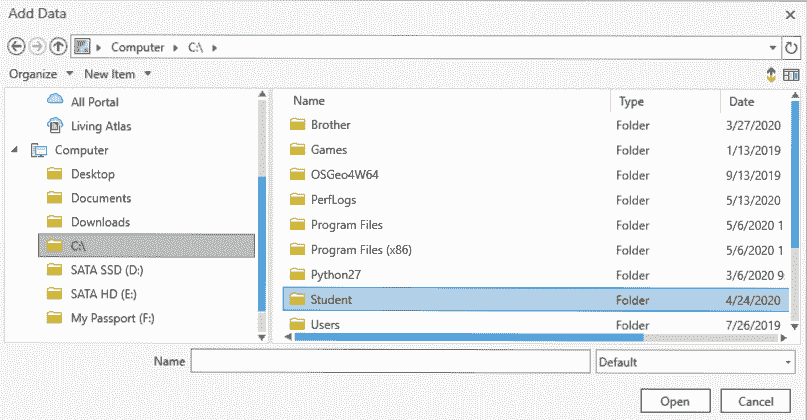 Add Data
Computer C:\
Organize New Item
All Portal
Living Atlas
Computer
Desktop
Documents
Downloads
C:\
SATA SSD (D:)
SATA HD (E:)
My Passport (F:)
Name Type Date
Brother Folder 3/27/2020
Games Folder 1/13/2019
OSGeo4W64 Folder 9/13/2019
PerfLogs Folder 5/13/2020
Program Files Folder 5/6/2020 1
Program Files (x86) Folder 5/6/2020 1
Python27 Folder 3/6/2020 9:
Student Folder 4/24/2020
Users Folder 7/26/2019
Name Default
Open Cancel